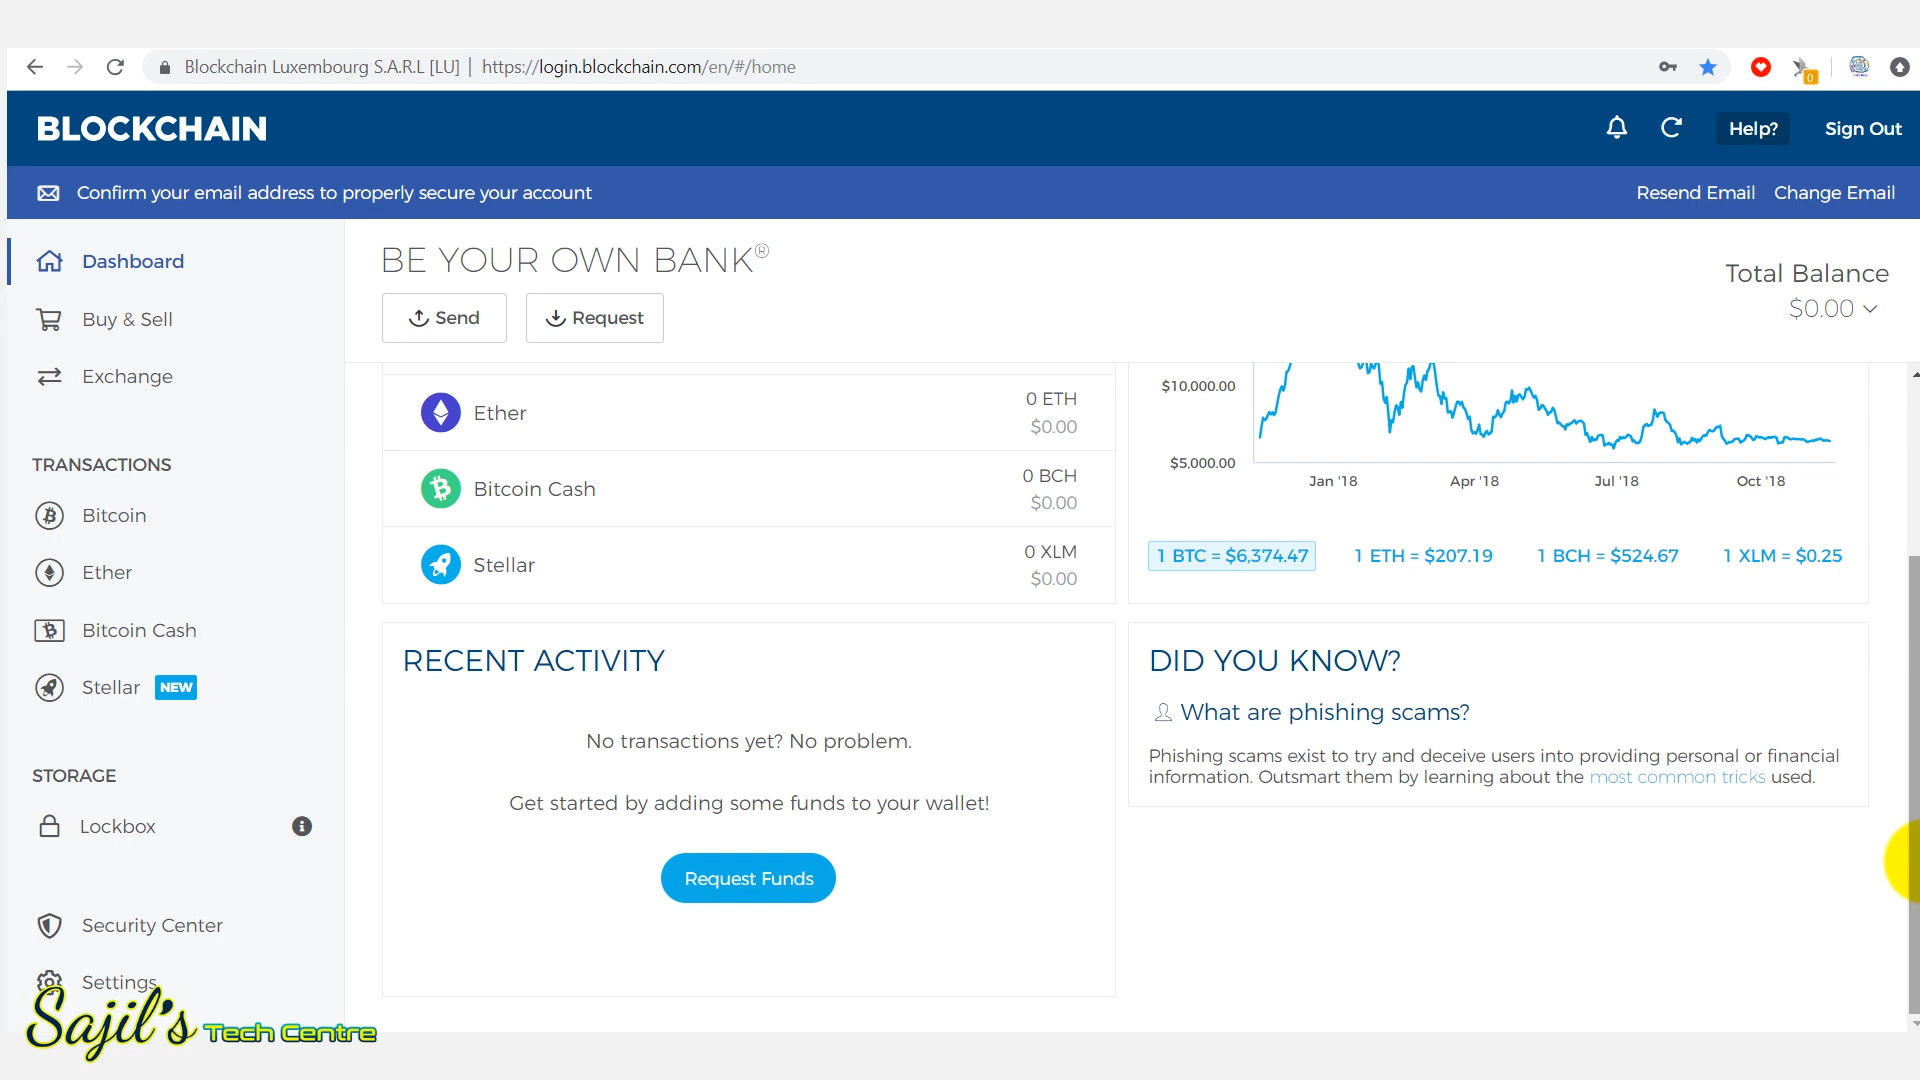 Blockchain Luxembourg S.A.R.L [LU] | https://login.blockchain.com/en/#/home
0
BLOCKCHAIN
Help?
Sign Out
Confirm your email address to properly secure your account
Resend Email
Change Email
Dashboard
Buy & Sell
Exchange
TRANSACTIONS
Bitcoin
Ether
Bitcoin Cash
Stellar NEW
STORAGE
Lockbox
Security Center
Settings
BE YOUR OWN BANK®
Send
Request
Total Balance
$0.00
Ether
0 ETH
$0.00
Bitcoin Cash
0 BCH
$0.00
Stellar
0 XLM
$0.00
$10,000.00
$5,000.00
Jan '18 Apr '18 Jul '18 Oct '18
1 BTC = $6,374.47 1 ETH = $207.19 1 BCH = $524.67 1 XLM = $0.25
RECENT ACTIVITY
No transactions yet? No problem.
Get started by adding some funds to your wallet!
Request Funds
DID YOU KNOW?
What are phishing scams?
Phishing scams exist to try and deceive users into providing personal or financial
information. Outsmart them by learning about the most common tricks used.
Sajil's Tech Centre